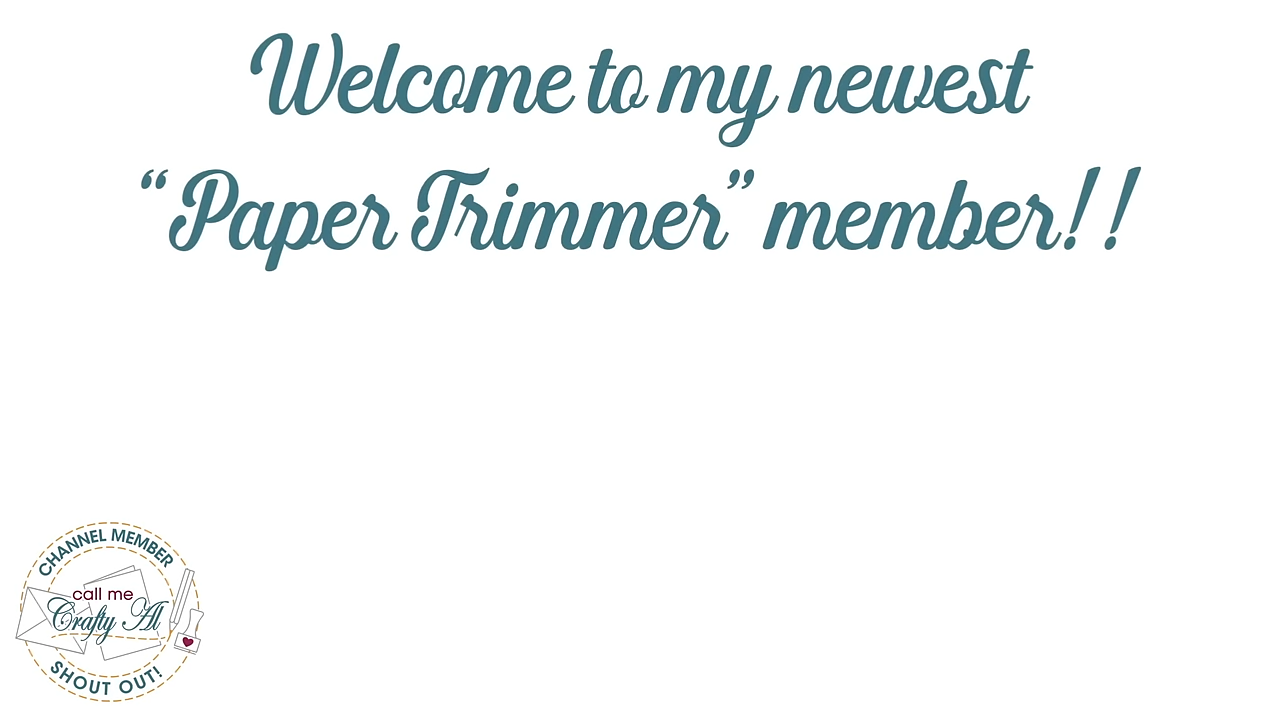 Welcome to my newest
“Paper Trimmer” member!!
CHANNEL MEMBER
call me
Crafty Al
SHOUT OUT!